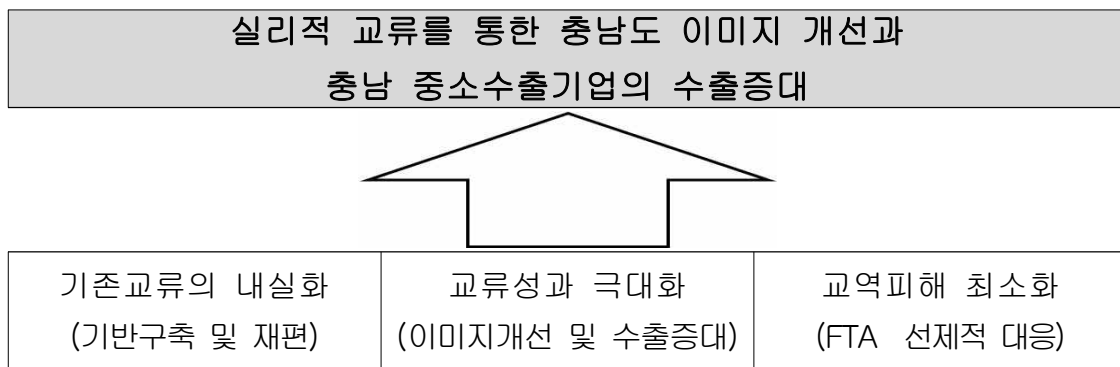 실리적 교류를 통한 충남도 이미지 개선과
충남 중소수출기업의 수출증대
기존교류의 내실화
(기반구축 및 재편)
교류성과 극대화
(이미지개선 및 수출증대)
교역피해 최소화
(FTA 선제적 대응)